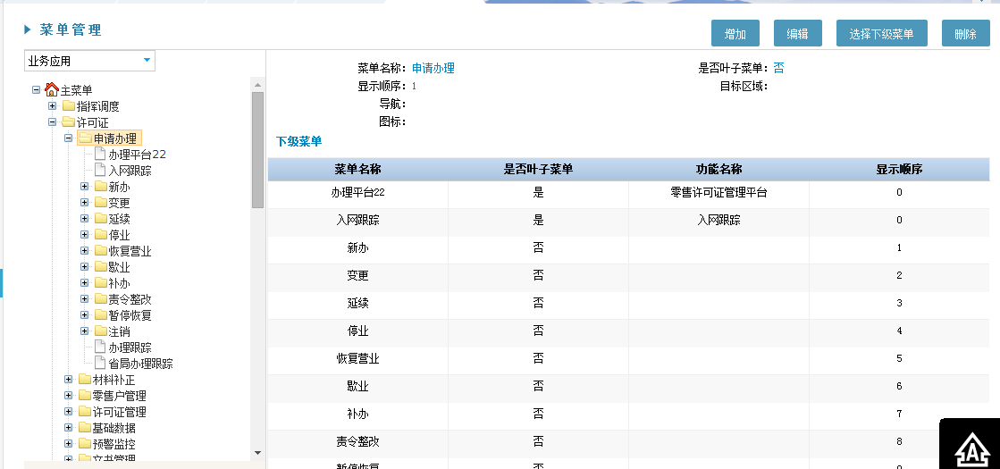 菜单管理
增加 编辑 选择下级菜单 删除
业务应用
主菜单
指挥调度
许可证
申请办理
办理平台22
入网跟踪
新办
变更
延续
停业
恢复营业
歇业
补办
责令整改
暂停恢复
注销
办理跟踪
省局办理跟踪
材料补正
零售户管理
许可证管理
基础数据
预警监控
文书管理
菜单名称：申请办理 是否叶子菜单：否
显示顺序：1 目标区域：
导航：
图标：
下级菜单
菜单名称 是否叶子菜单 功能名称 显示顺序
办理平台22 是 零售许可证管理平台 0
入网跟踪 是 入网跟踪 0
新办 否 1
变更 否 2
延续 否 3
停业 否 4
恢复营业 否 5
歇业 否 6
补办 否 7
责令整改 否 8
暂停恢复 否 9